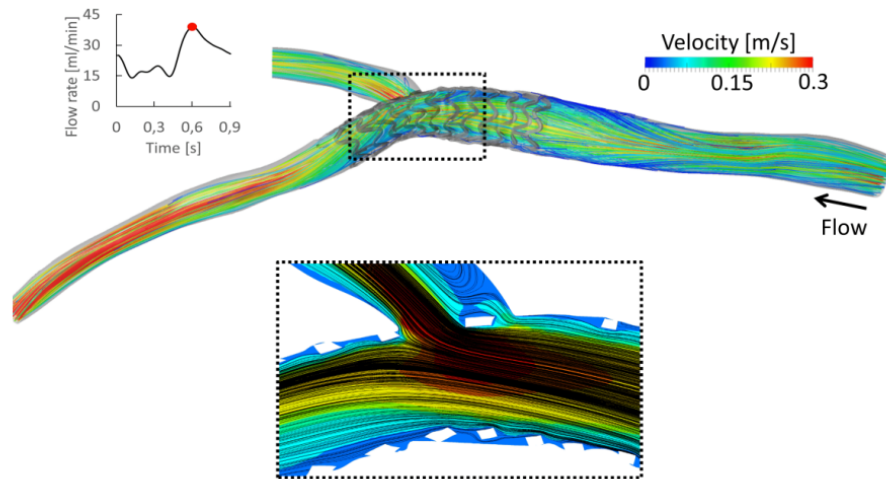 45
30
15
0
Flow rate [ml/min]
0 0,3 0,6 0,9
Time [s]
Velocity [m/s]
0 0.15 0.3
Flow